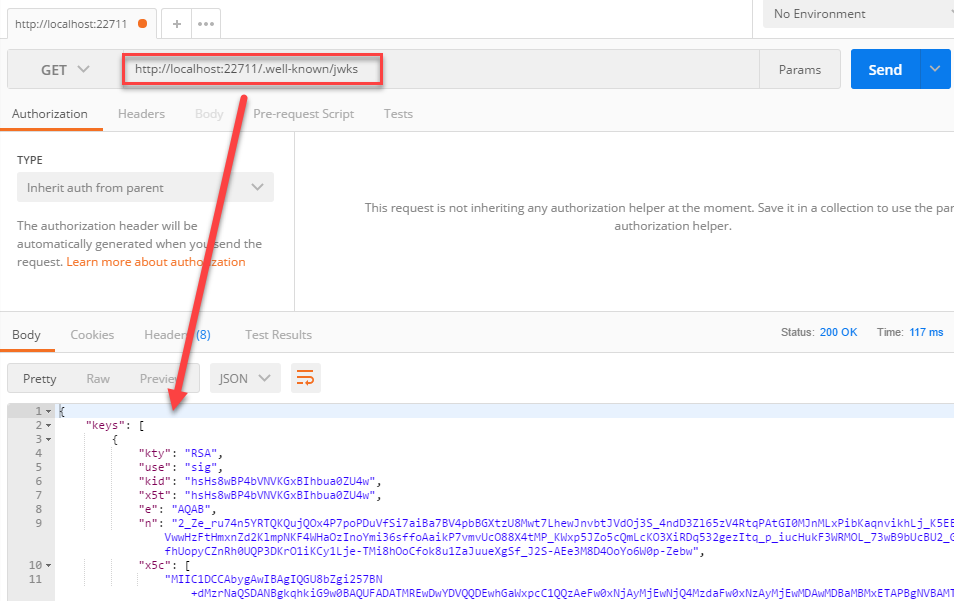 http://localhost:22711
No Environment
GET http://localhost:22711/.well-known/jwks Params Send
Authorization Headers Body Pre-request Script Tests
TYPE
Inherit auth from parent
The authorization header will be
automatically generated when you send the
request. Learn more about authorization
This request is not inheriting any authorization helper at the moment. Save it in a collection to use the par
authorization helper.
Body Cookies Headers (8) Test Results Status: 200 OK Time: 117 ms
Pretty Raw Preview JSON
1 {
2 "keys": [
3 {
4 "kty": "RSA",
5 "use": "sig",
6 "kid": "hsHs8wBP4bVNVKGxBIhbua0ZU4w",
7 "x5t": "hsHs8wBP4bVNVKGxBIhbua0ZU4w",
8 "e": "AQAB",
9 "n": "2_Ze_ru74n5YRTQKQujQOx4P7poPDuVfSi7aiBa7BV4pbBGXtzU8Mwt7LhewJnvbtJVdOj3S_4ndD3Z165zV4RtqPAtGI0MJnMLxPibKaqnvikhLj_K5EE
VwwHzFtHmxnZd2K1mpNKF4WHaOzInoYmi36sffoAaikP7vmvUcO88X4tMP_KWxp5JZo5cQmLcKO3XiRDq532gezItq_p_iucHukF3WRMOL_73wB9bUcBU2_G
fhUopyCZnRh0UQP3DKrO1iKCy1Lje-TMi8hOoCfok8u1ZaJuueXgSf_J2S-AEe3M8D4OoYo6W0p-Zebw",
10 "x5c": [
11 "MIIC1DCCAbygAwIBAgIQGU8bZgi257BN
+dMzrNaQSDANBgkqhkiG9w0BAQUFADATMREwDwYDVQQDEwhGaWxpcC1QQzAeFw0xNjAyMjEwNjQ4MzdaFw0xNzAyMjEwMDAwMDBaMBMxETAPBgNVBAMT